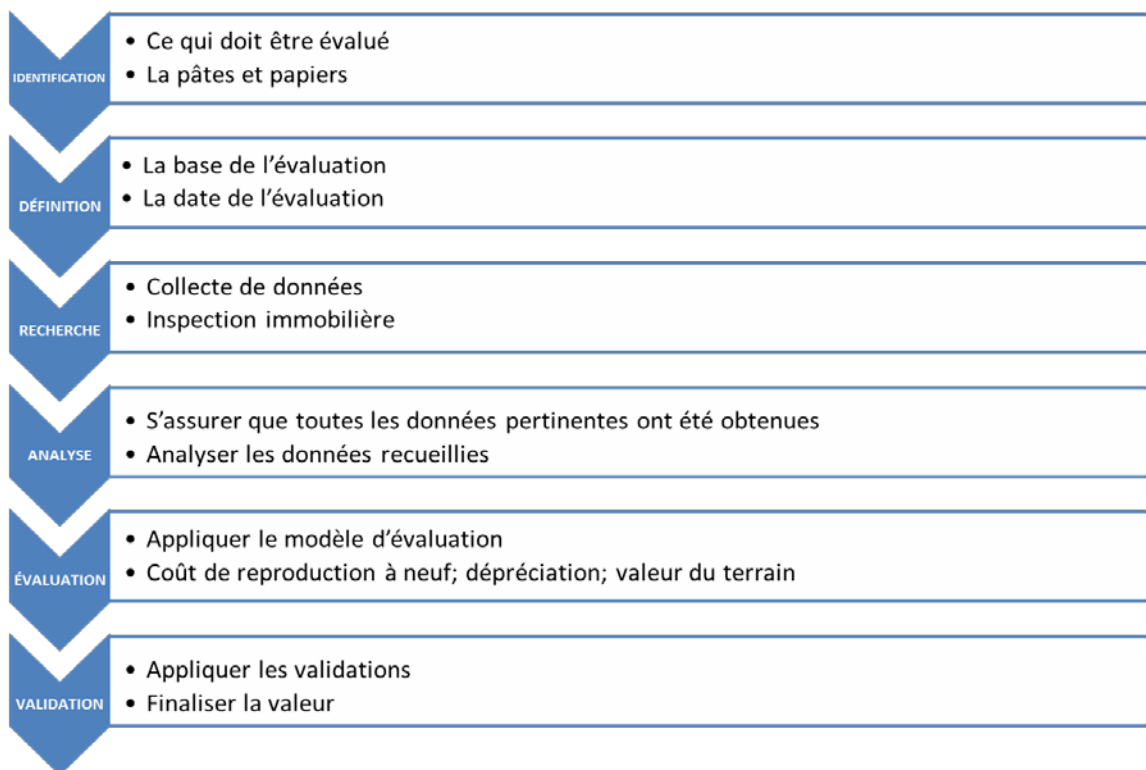 IDENTIFICATION
• Ce qui doit être évalué
• La pâtes et papiers
DÉFINITION
• La base de l'évaluation
• La date de l'évaluation
RECHERCHE
• Collecte de données
• Inspection immobilière
ANALYSE
• S'assurer que toutes les données pertinentes ont été obtenues
• Analyser les données recueillies
ÉVALUATION
• Appliquer le modèle d'évaluation
• Coût de reproduction à neuf; dépréciation; valeur du terrain
VALIDATION
• Appliquer les validations
• Finaliser la valeur